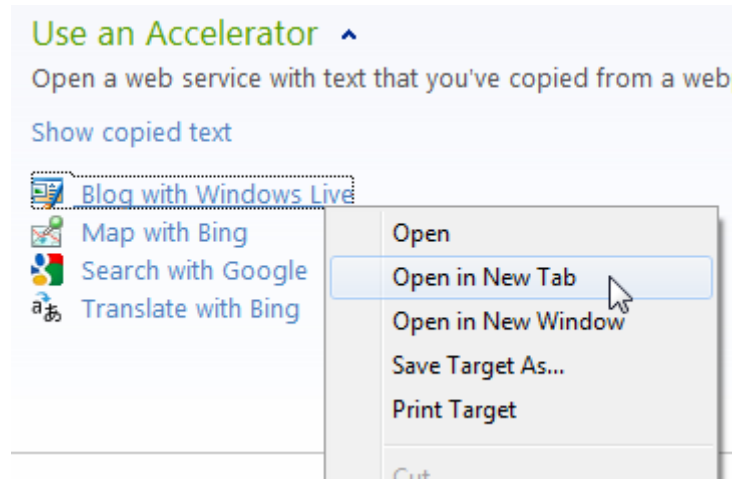 Use an Accelerator
Open a web service with text that you've copied from a web
Show copied text
Blog with Windows Live
Map with Bing
Search with Google
Translate with Bing
Open
Open in New Tab
Open in New Window
Save Target As...
Print Target
Cut